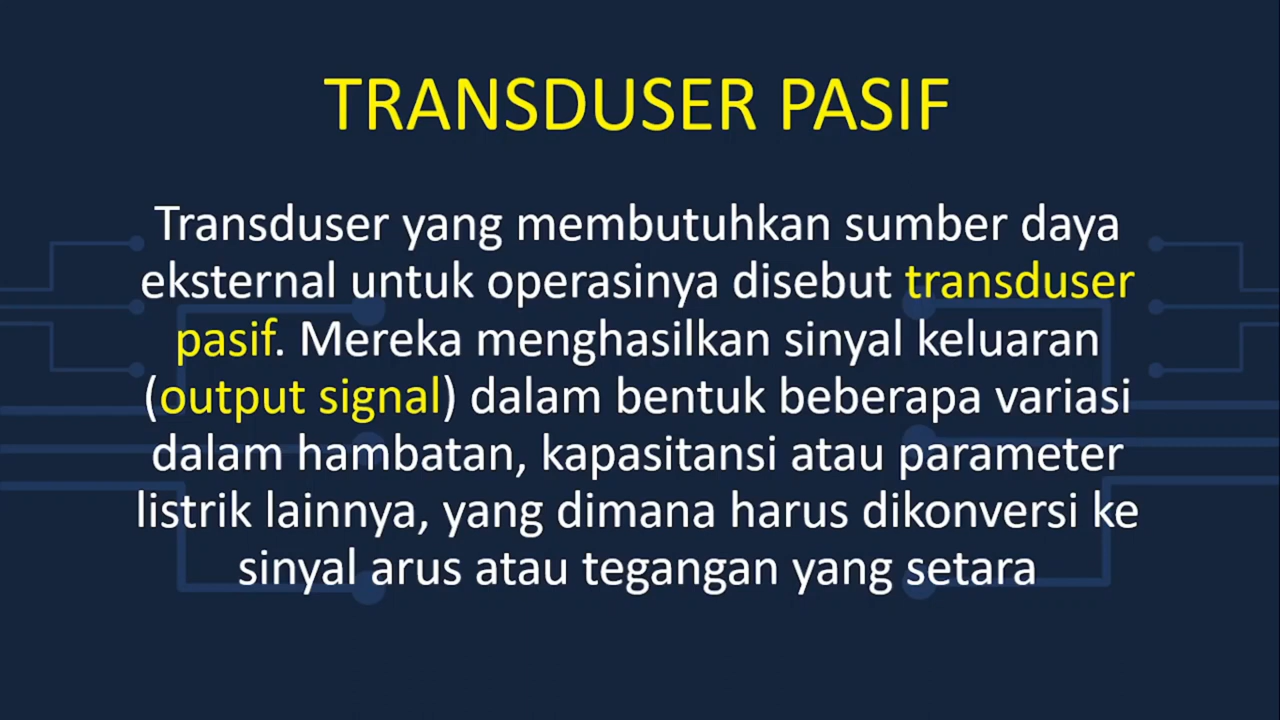 TRANSDUSER PASIF
Transduser yang membutuhkan sumber daya
eksternal untuk operasinya disebut transduser
pasif. Mereka menghasilkan sinyal keluaran
(output signal) dalam bentuk beberapa variasi
dalam hambatan, kapasitansi atau parameter
listrik lainnya, yang dimana harus dikonversi ke
sinyal arus atau tegangan yang setara